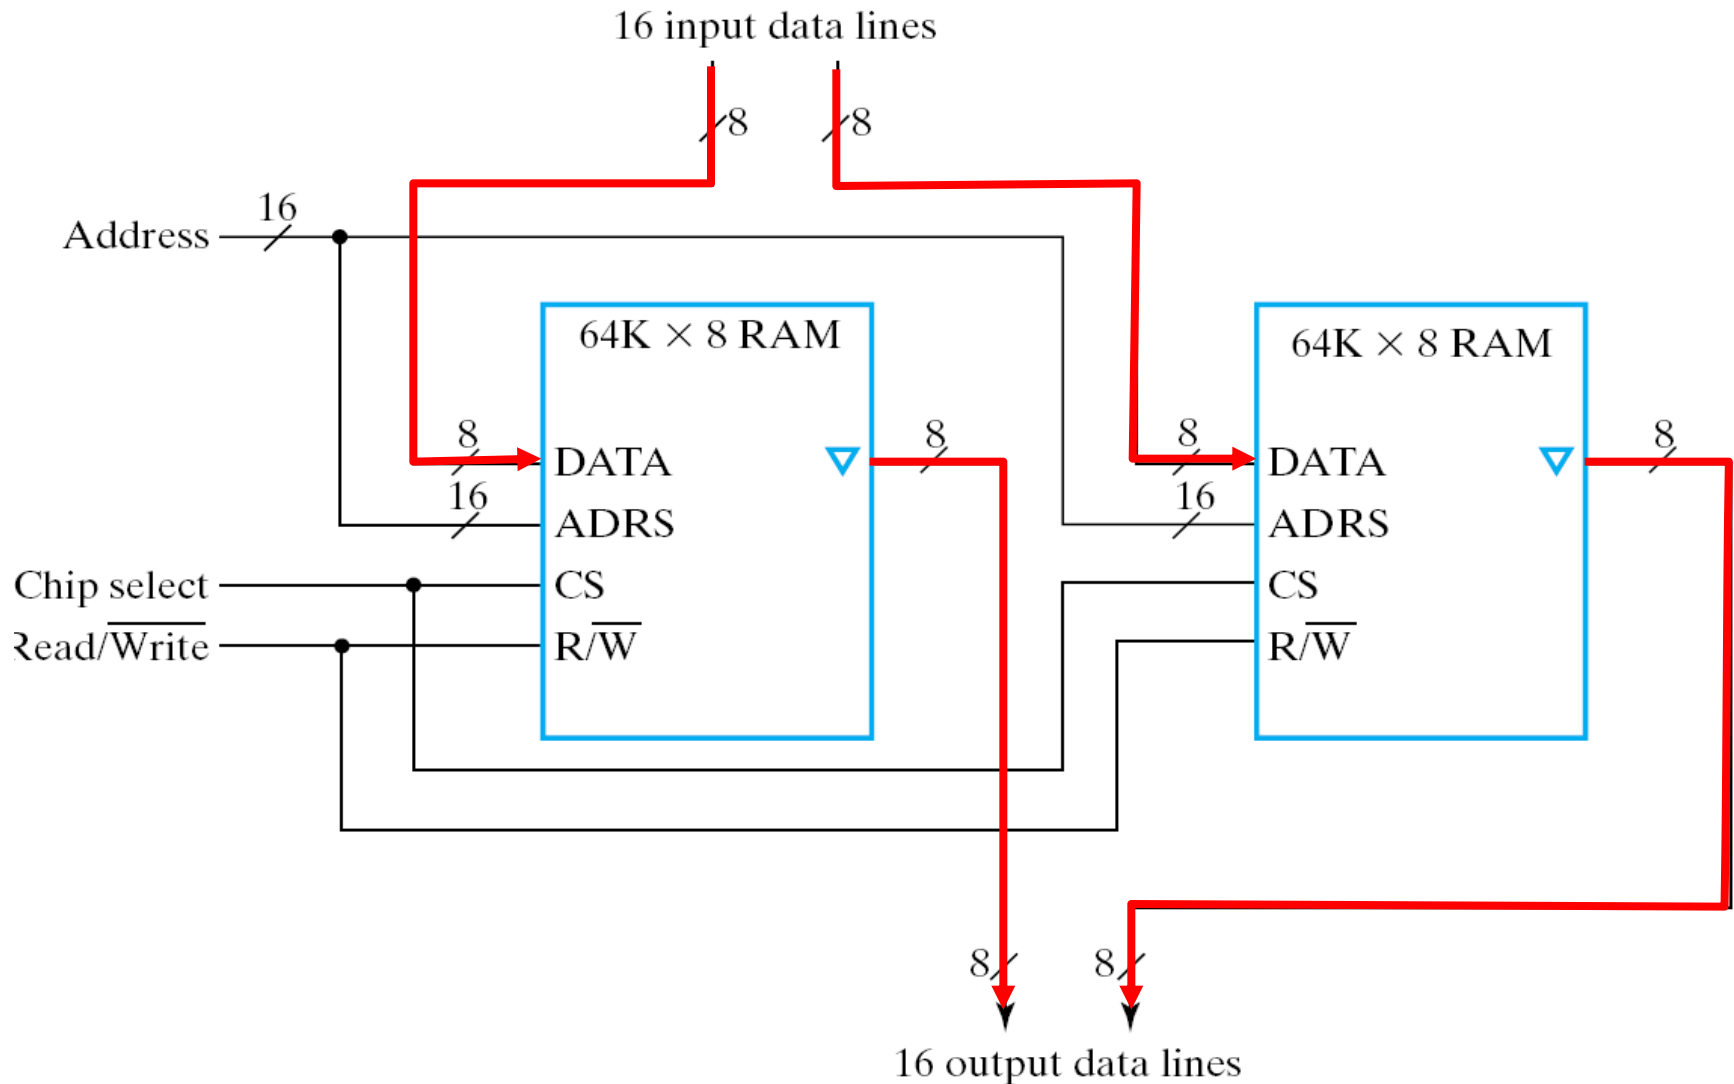 16 input data lines
8 8
16
Address
64K × 8 RAM
64K × 8 RAM
8 DATA 8
16 ADRS
8 DATA 8
16 ADRS
Chip select CS
CS
Read/W̅r̅i̅t̅e̅ R/W̅
R/W̅
8 8
16 output data lines